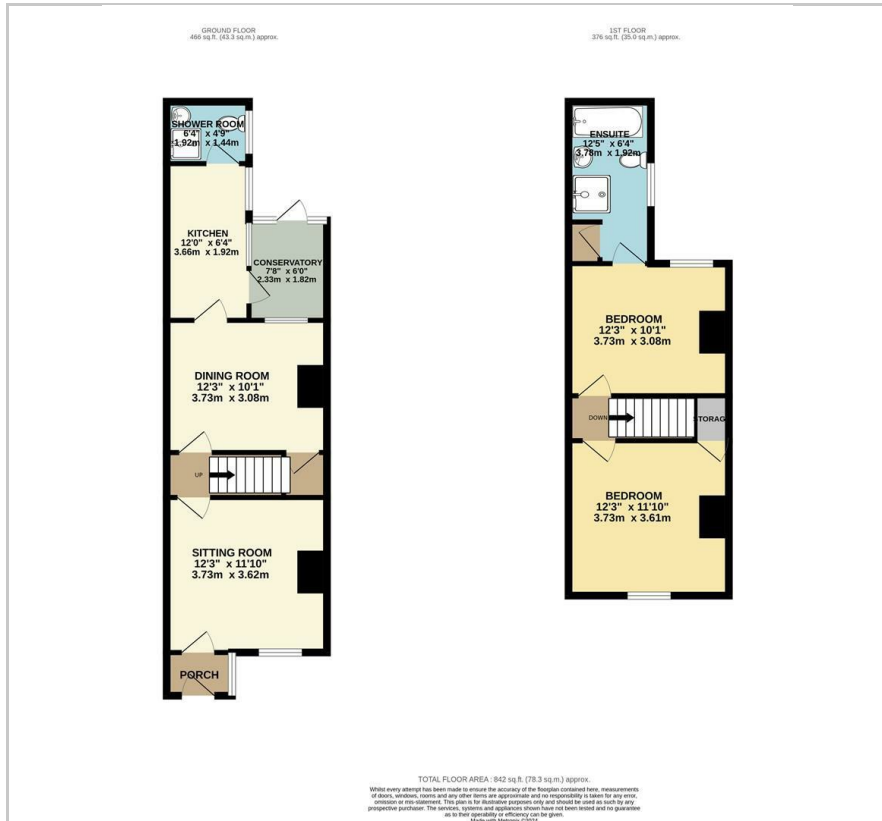 GROUND FLOOR
466 sq.ft. (43.3 sq.m.) approx.
SHOWER ROOM
6'4" x 4'9"
1.92m x 1.44m
KITCHEN
12'0" x 6'4"
3.66m x 1.92m
CONSERVATORY
7'8" x 6'0"
2.33m x 1.82m
DINING ROOM
12'3" x 10'1"
3.73m x 3.08m
UP
SITTING ROOM
12'3" x 11'10"
3.73m x 3.62m
PORCH
1ST FLOOR
376 sq.ft. (35.0 sq.m.) approx.
ENSUITE
12'5" x 6'4"
3.78m x 1.92m
BEDROOM
12'3" x 10'1"
3.73m x 3.08m
DOWN
STORAG
BEDROOM
12'3" x 11'10"
3.73m x 3.61m
TOTAL FLOOR AREA : 842 sq.ft. (78.3 sq.m.) approx.
Whilst every attempt has been made to ensure the accuracy of the floorplan contained here, measurements
of doors, windows, rooms and any other items are approximate and no responsibility is taken for any error,
omission or mis-statement. This plan is for illustrative purposes only and should be used as such by any
prospective purchaser. The services, systems and appliances shown have not been tested and no guarantee
as to their operability or efficiency can be given.
Made with Metropix ©2024